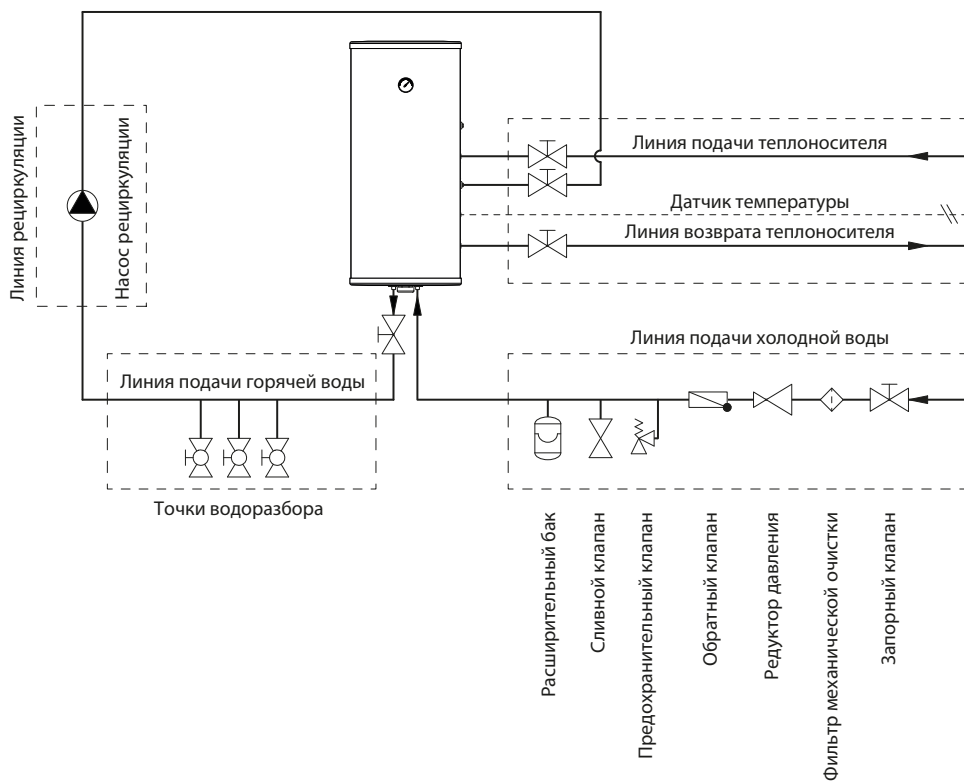 Линия рециркуляции
Насос рециркуляции
Линия подачи теплоносителя
Датчик температуры
Линия возврата теплоносителя
Линия подачи холодной воды
Линия подачи горячей воды
Точки водоразбора
Расширительный бак
Сливной клапан
Предохранительный клапан
Обратный клапан
Редуктор давления
Фильтр механической очистки
Запорный клапан